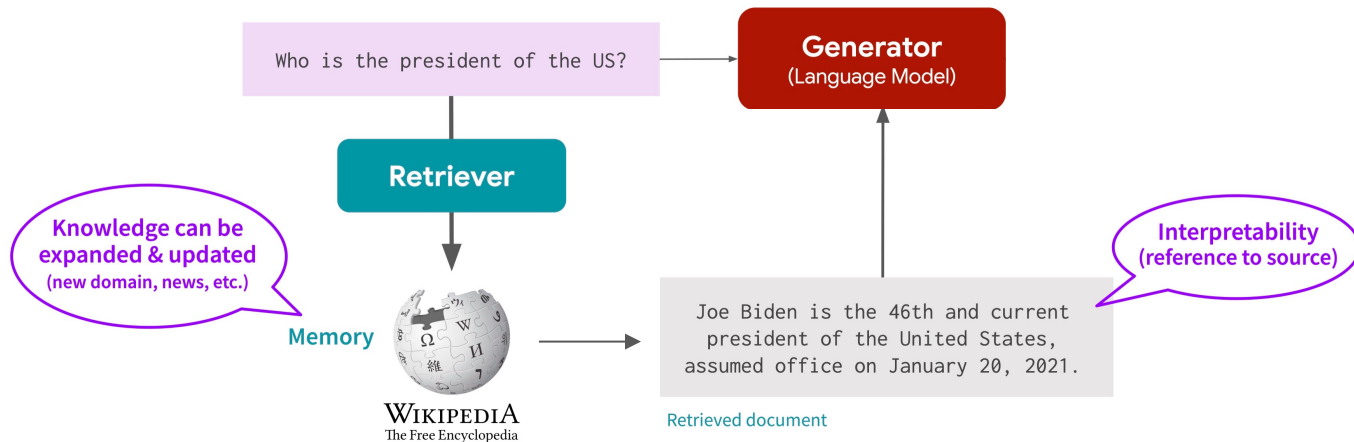 Who is the president of the US?
Generator
(Language Model)
Retriever
Knowledge can be
expanded & updated
(new domain, news, etc.)
Memory
Ω
W
И
維
WIKIPEDIA
The Free Encyclopedia
Joe Biden is the 46th and current
president of the United States,
assumed office on January 20, 2021.
Retrieved document
Interpretability
(reference to source)